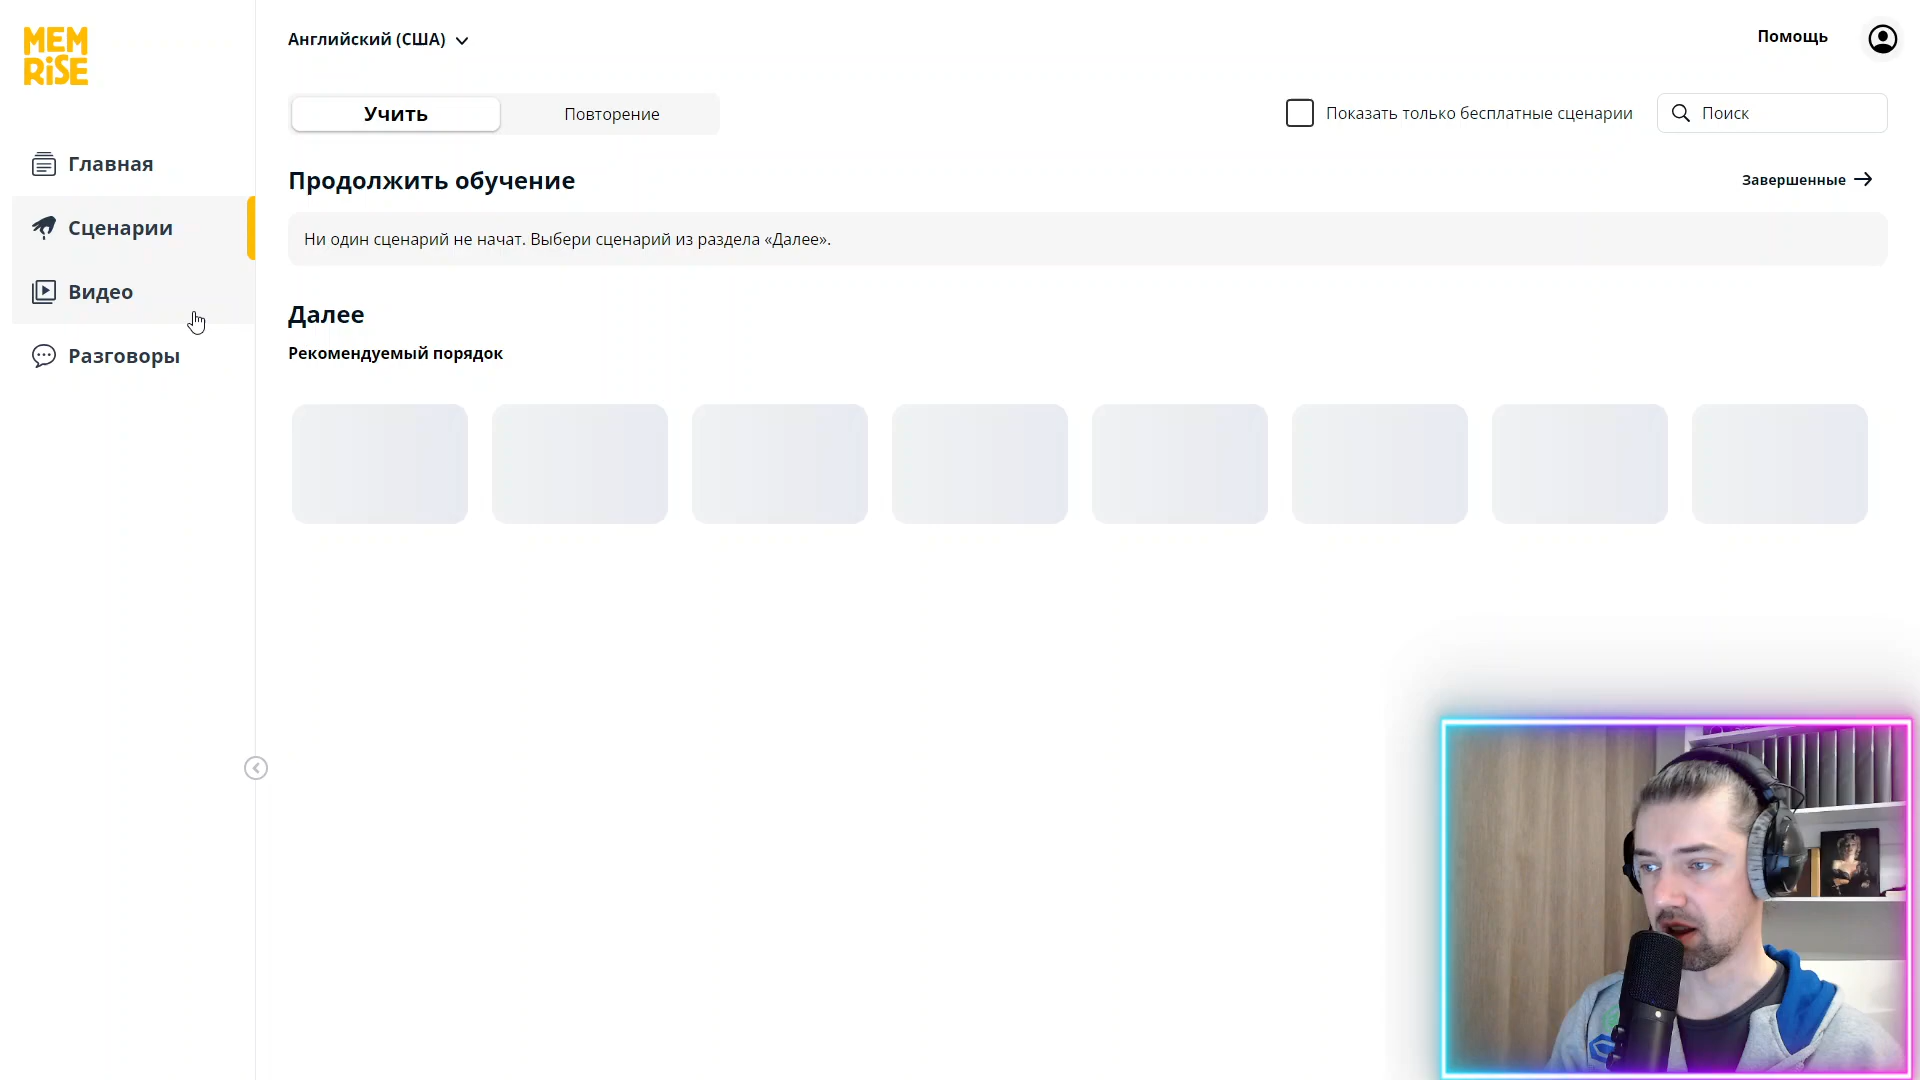 MEM
RiSE
Английский (США)
Помощь
Учить
Повторение
Показать только бесплатные сценарии
Поиск
Главная
Сценарии
Видео
Разговоры
Продолжить обучение
Завершенные
Ни один сценарий не начат. Выбери сценарий из раздела «Далее».
Далее
Рекомендуемый порядок